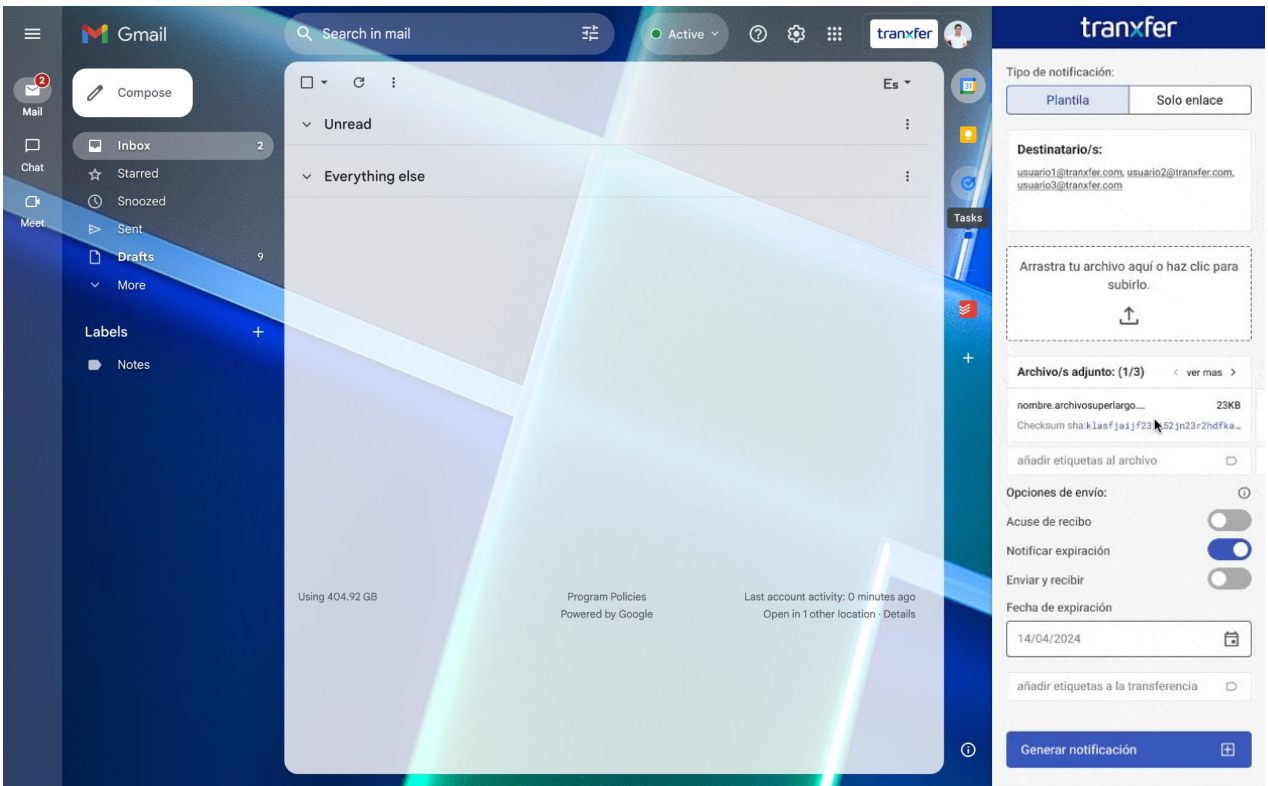 Gmail
Search in mail
Active
tranxfer
2
Mail
Chat
Meet
Compose
Inbox 2
Starred
Snoozed
Sent
Drafts 9
More
Labels
Notes
Es
Unread
Everything else
Using 404.92 GB
Program Policies
Powered by Google
Last account activity: 0 minutes ago
Open in 1 other location · Details
31
Tasks
tranxfer
Tipo de notificación:
Plantila Solo enlace
Destinatario/s:
usuario1@tranxfer.com, usuario2@tranxfer.com,
usuario3@tranxfer.com
Arrastra tu archivo aquí o haz clic para
subirlo.
Archivo/s adjunto: (1/3) < ver mas >
nombre.archivosuperlargo.... 23KB
Checksum sha:
añadir etiquetas al archivo
Opciones de envío:
Acuse de recibo
Notificar expiración
Enviar y recibir
Fecha de expiración
14/04/2024
añadir etiquetas a la transferencia
Generar notificación